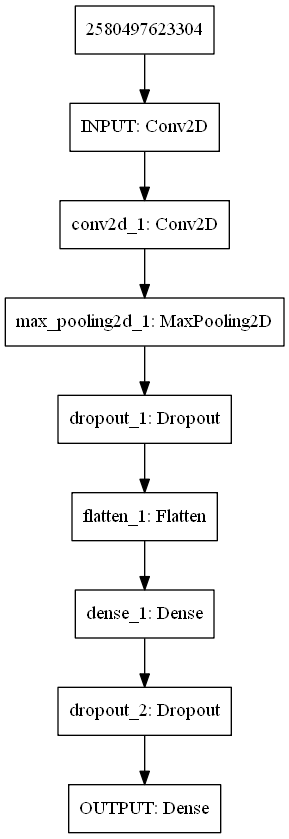 2580497623304
INPUT: Conv2D
conv2d_1: Conv2D
max_pooling2d_1: MaxPooling2D
dropout_1: Dropout
flatten_1: Flatten
dense_1: Dense
dropout_2: Dropout
OUTPUT: Dense